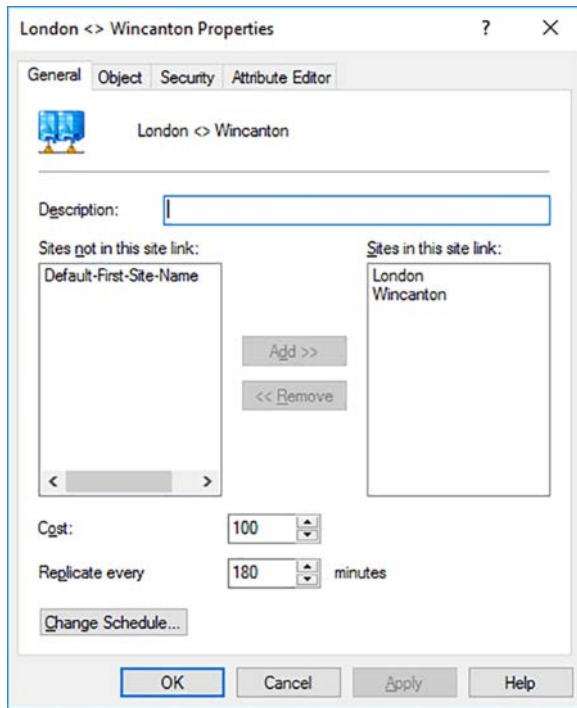 London <> Wincanton Properties
General Object Security Attribute Editor
London <> Wincanton
Description:
Sites not in this site link: Sites in this site link:
Default-First-Site-Name London
Wincanton
Add >>
<< Remove
Cost: 100
Replicate every 180 minutes
Change Schedule...
OK Cancel Apply Help